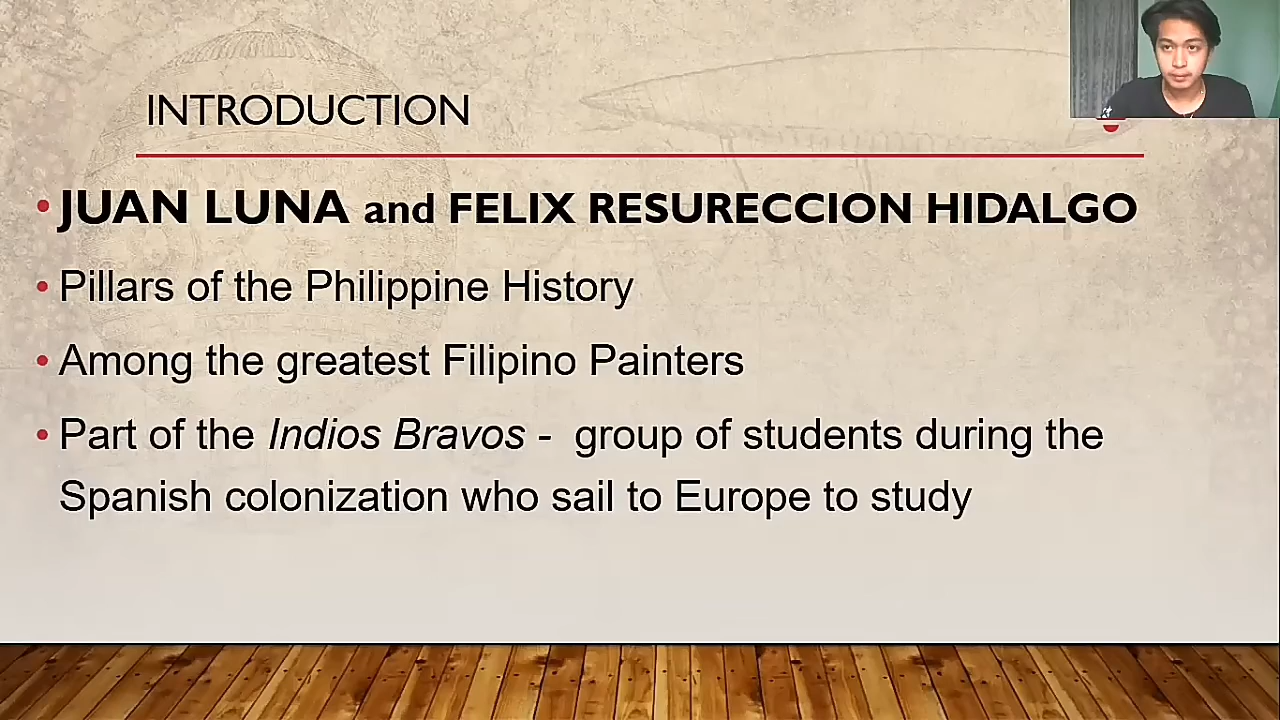 INTRODUCTION
• JUAN LUNA and FELIX RESURECCION HIDALGO
• Pillars of the Philippine History
• Among the greatest Filipino Painters
• Part of the Indios Bravos -  group of students during the
Spanish colonization who sail to Europe to study